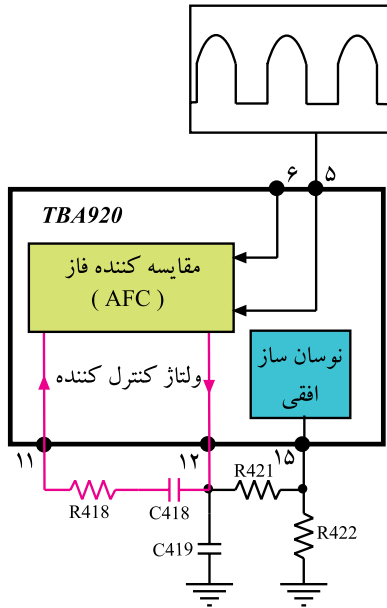 ۶ ۵
TBA920
مقایسه کننده فاز
( AFC )
ولتاژ کنترل کننده
نوسان ساز
افقی
۱۱ ۱۲ ۱۵
R421
R418 C418
R422
C419